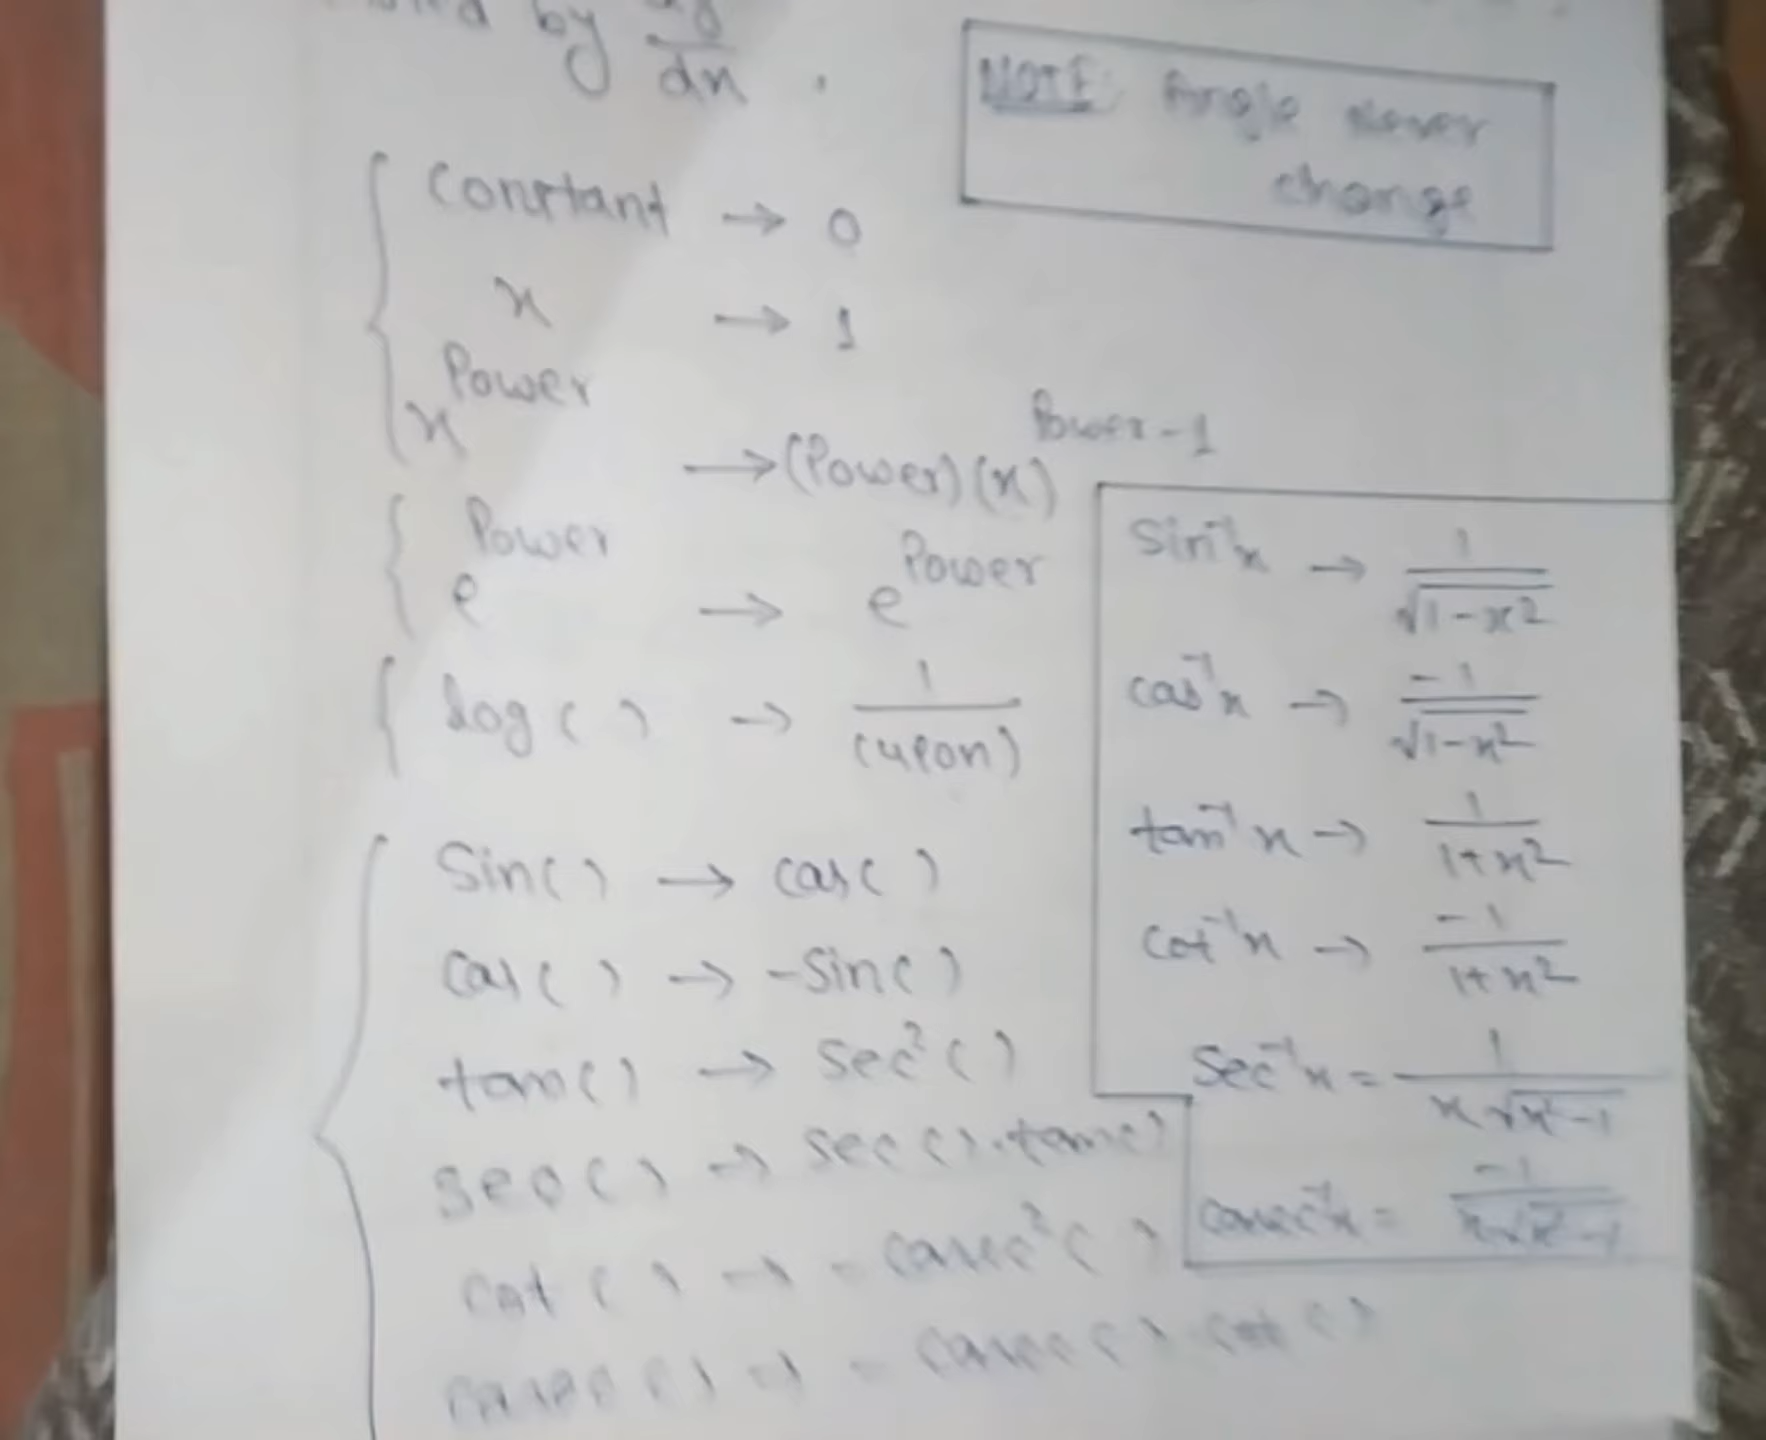 by dy/dx .
NOTE: Angle never
change
Constant → 0
x → 1
x^Power → (Power)(x)^Power-1
e^Power → e^Power
log( ) → 1/(upon)
Sin( ) → cos( )
cos( ) → -Sin( )
tan( ) → Sec²( )
Sec( ) → Sec( ).tan( )
cot( ) → - cosec²( )
cosec( ) → - cosec( ) cot( )
Sin⁻¹x → 1/√1-x²
cos⁻¹x → -1/√1-x²
tan⁻¹x → 1/1+x²
cot⁻¹x → -1/1+x²
Sec⁻¹x = 1/x√x²-1
cosec⁻¹x = -1/x√x²-1